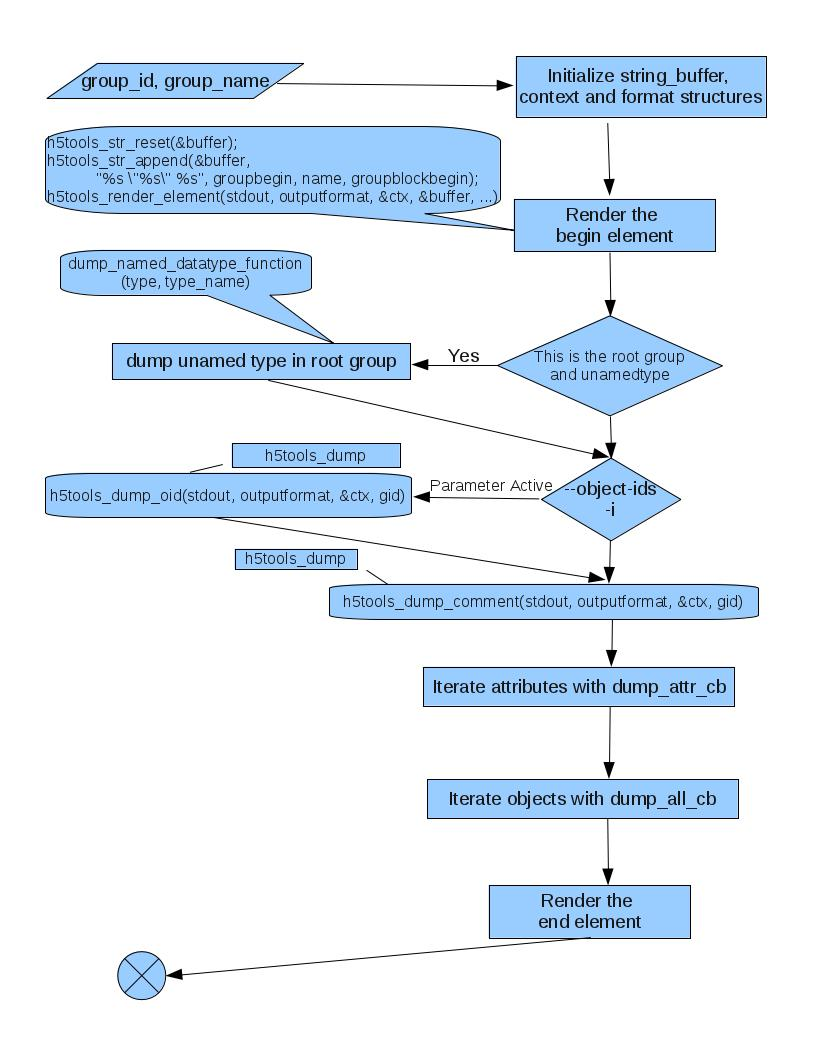 group_id, group_name
Initialize string_buffer,
context and format structures
h5tools_str_reset(&buffer);
h5tools_str_append(&buffer,
"%s \"%s\" %s", groupbegin, name, groupblockbegin);
h5tools_render_element(stdout, outputformat, &ctx, &buffer, ...)
Render the
begin element
dump_named_datatype_function
(type, type_name)
dump unamed type in root group
Yes
This is the root group
and unamedtype
h5tools_dump
h5tools_dump_oid(stdout, outputformat, &ctx, gid)
Parameter Active
--object-ids
-i
h5tools_dump
h5tools_dump_comment(stdout, outputformat, &ctx, gid)
Iterate attributes with dump_attr_cb
Iterate objects with dump_all_cb
Render the
end element